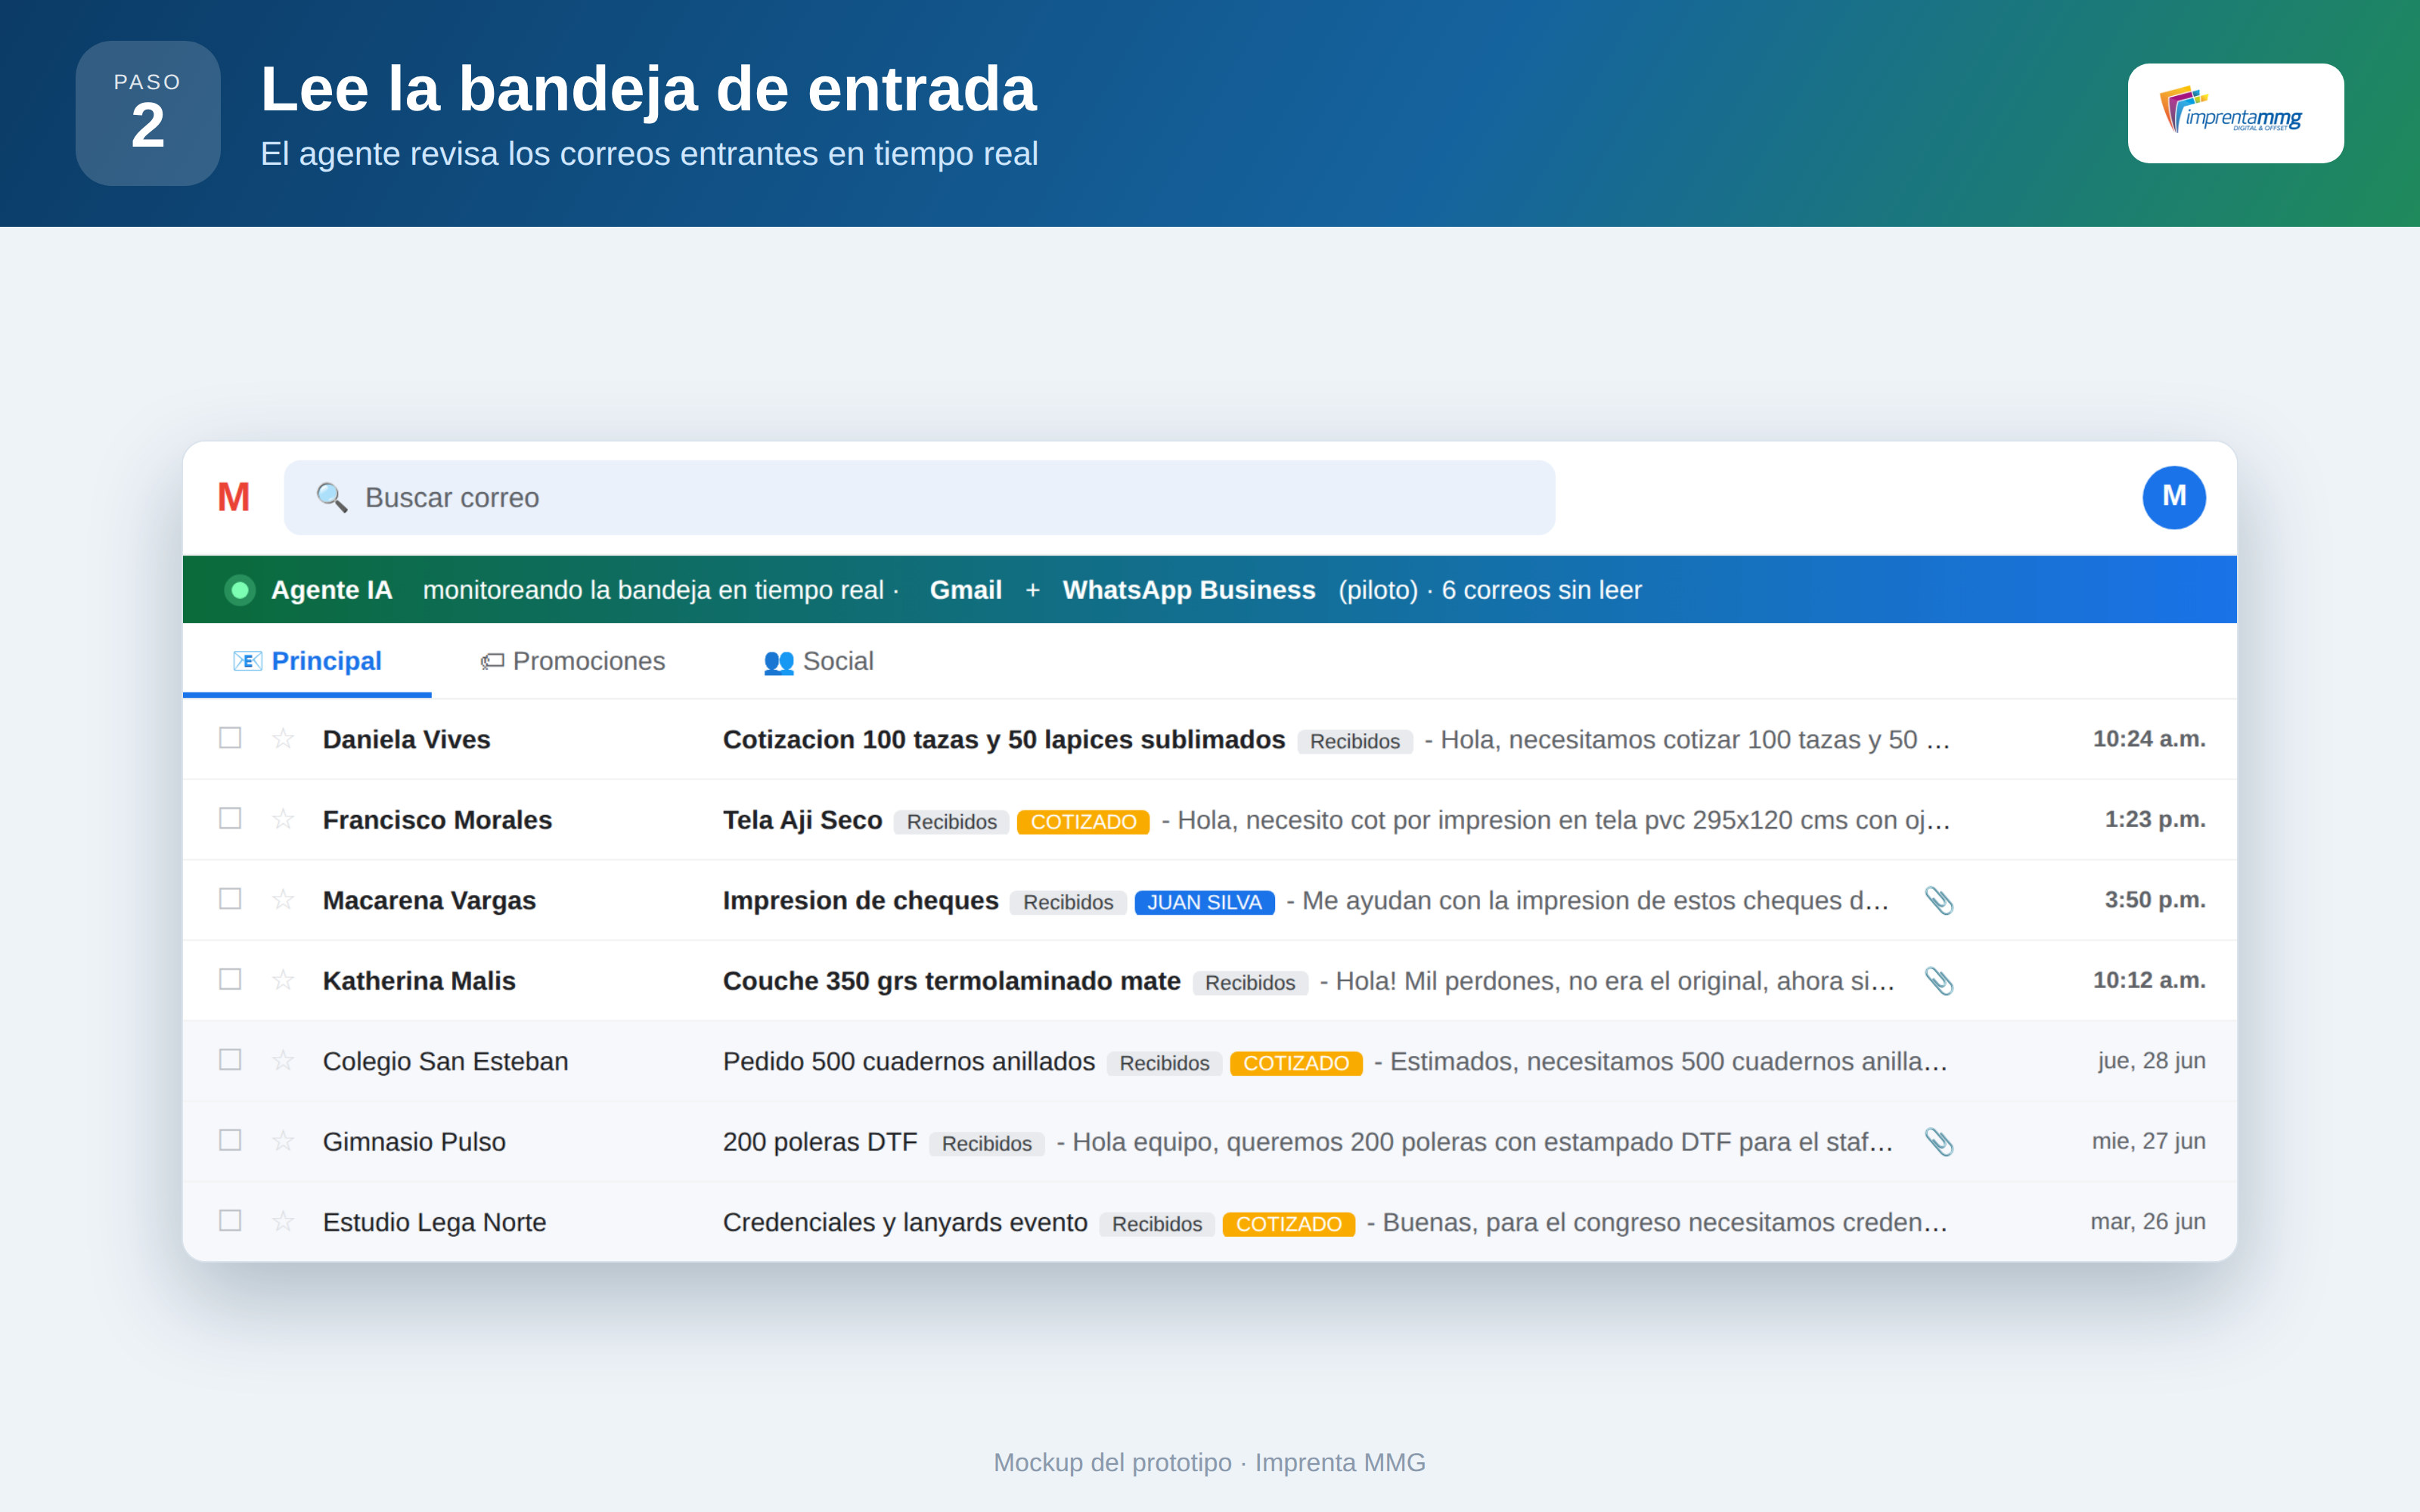 PASO
2
Lee la bandeja de entrada
El agente revisa los correos entrantes en tiempo real
imprentammg
DIGITAL & OFFSET
M
Buscar correo
M
Agente IA monitoreando la bandeja en tiempo real · Gmail + WhatsApp Business (piloto) · 6 correos sin leer
Principal Promociones Social
Daniela Vives Cotizacion 100 tazas y 50 lapices sublimados Recibidos - Hola, necesitamos cotizar 100 tazas y 50 … 10:24 a.m.
Francisco Morales Tela Aji Seco Recibidos COTIZADO - Hola, necesito cot por impresion en tela pvc 295x120 cms con oj… 1:23 p.m.
Macarena Vargas Impresion de cheques Recibidos JUAN SILVA - Me ayudan con la impresion de estos cheques d… 3:50 p.m.
Katherina Malis Couche 350 grs termolaminado mate Recibidos - Hola! Mil perdones, no era el original, ahora si… 10:12 a.m.
Colegio San Esteban Pedido 500 cuadernos anillados Recibidos COTIZADO - Estimados, necesitamos 500 cuadernos anilla… jue, 28 jun
Gimnasio Pulso 200 poleras DTF Recibidos - Hola equipo, queremos 200 poleras con estampado DTF para el staf… mie, 27 jun
Estudio Lega Norte Credenciales y lanyards evento Recibidos COTIZADO - Buenas, para el congreso necesitamos creden… mar, 26 jun
Mockup del prototipo · Imprenta MMG